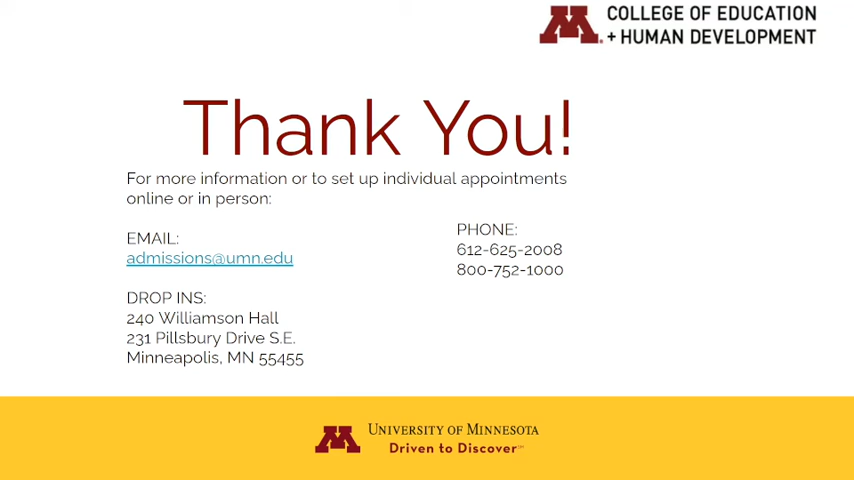 COLLEGE OF EDUCATION
+ HUMAN DEVELOPMENT
Thank You!
For more information or to set up individual appointments
online or in person:
EMAIL:
admissions@umn.edu
DROP INS:
240 Williamson Hall
231 Pillsbury Drive S.E.
Minneapolis, MN 55455
PHONE:
612-625-2008
800-752-1000
UNIVERSITY OF MINNESOTA
Driven to Discover℠